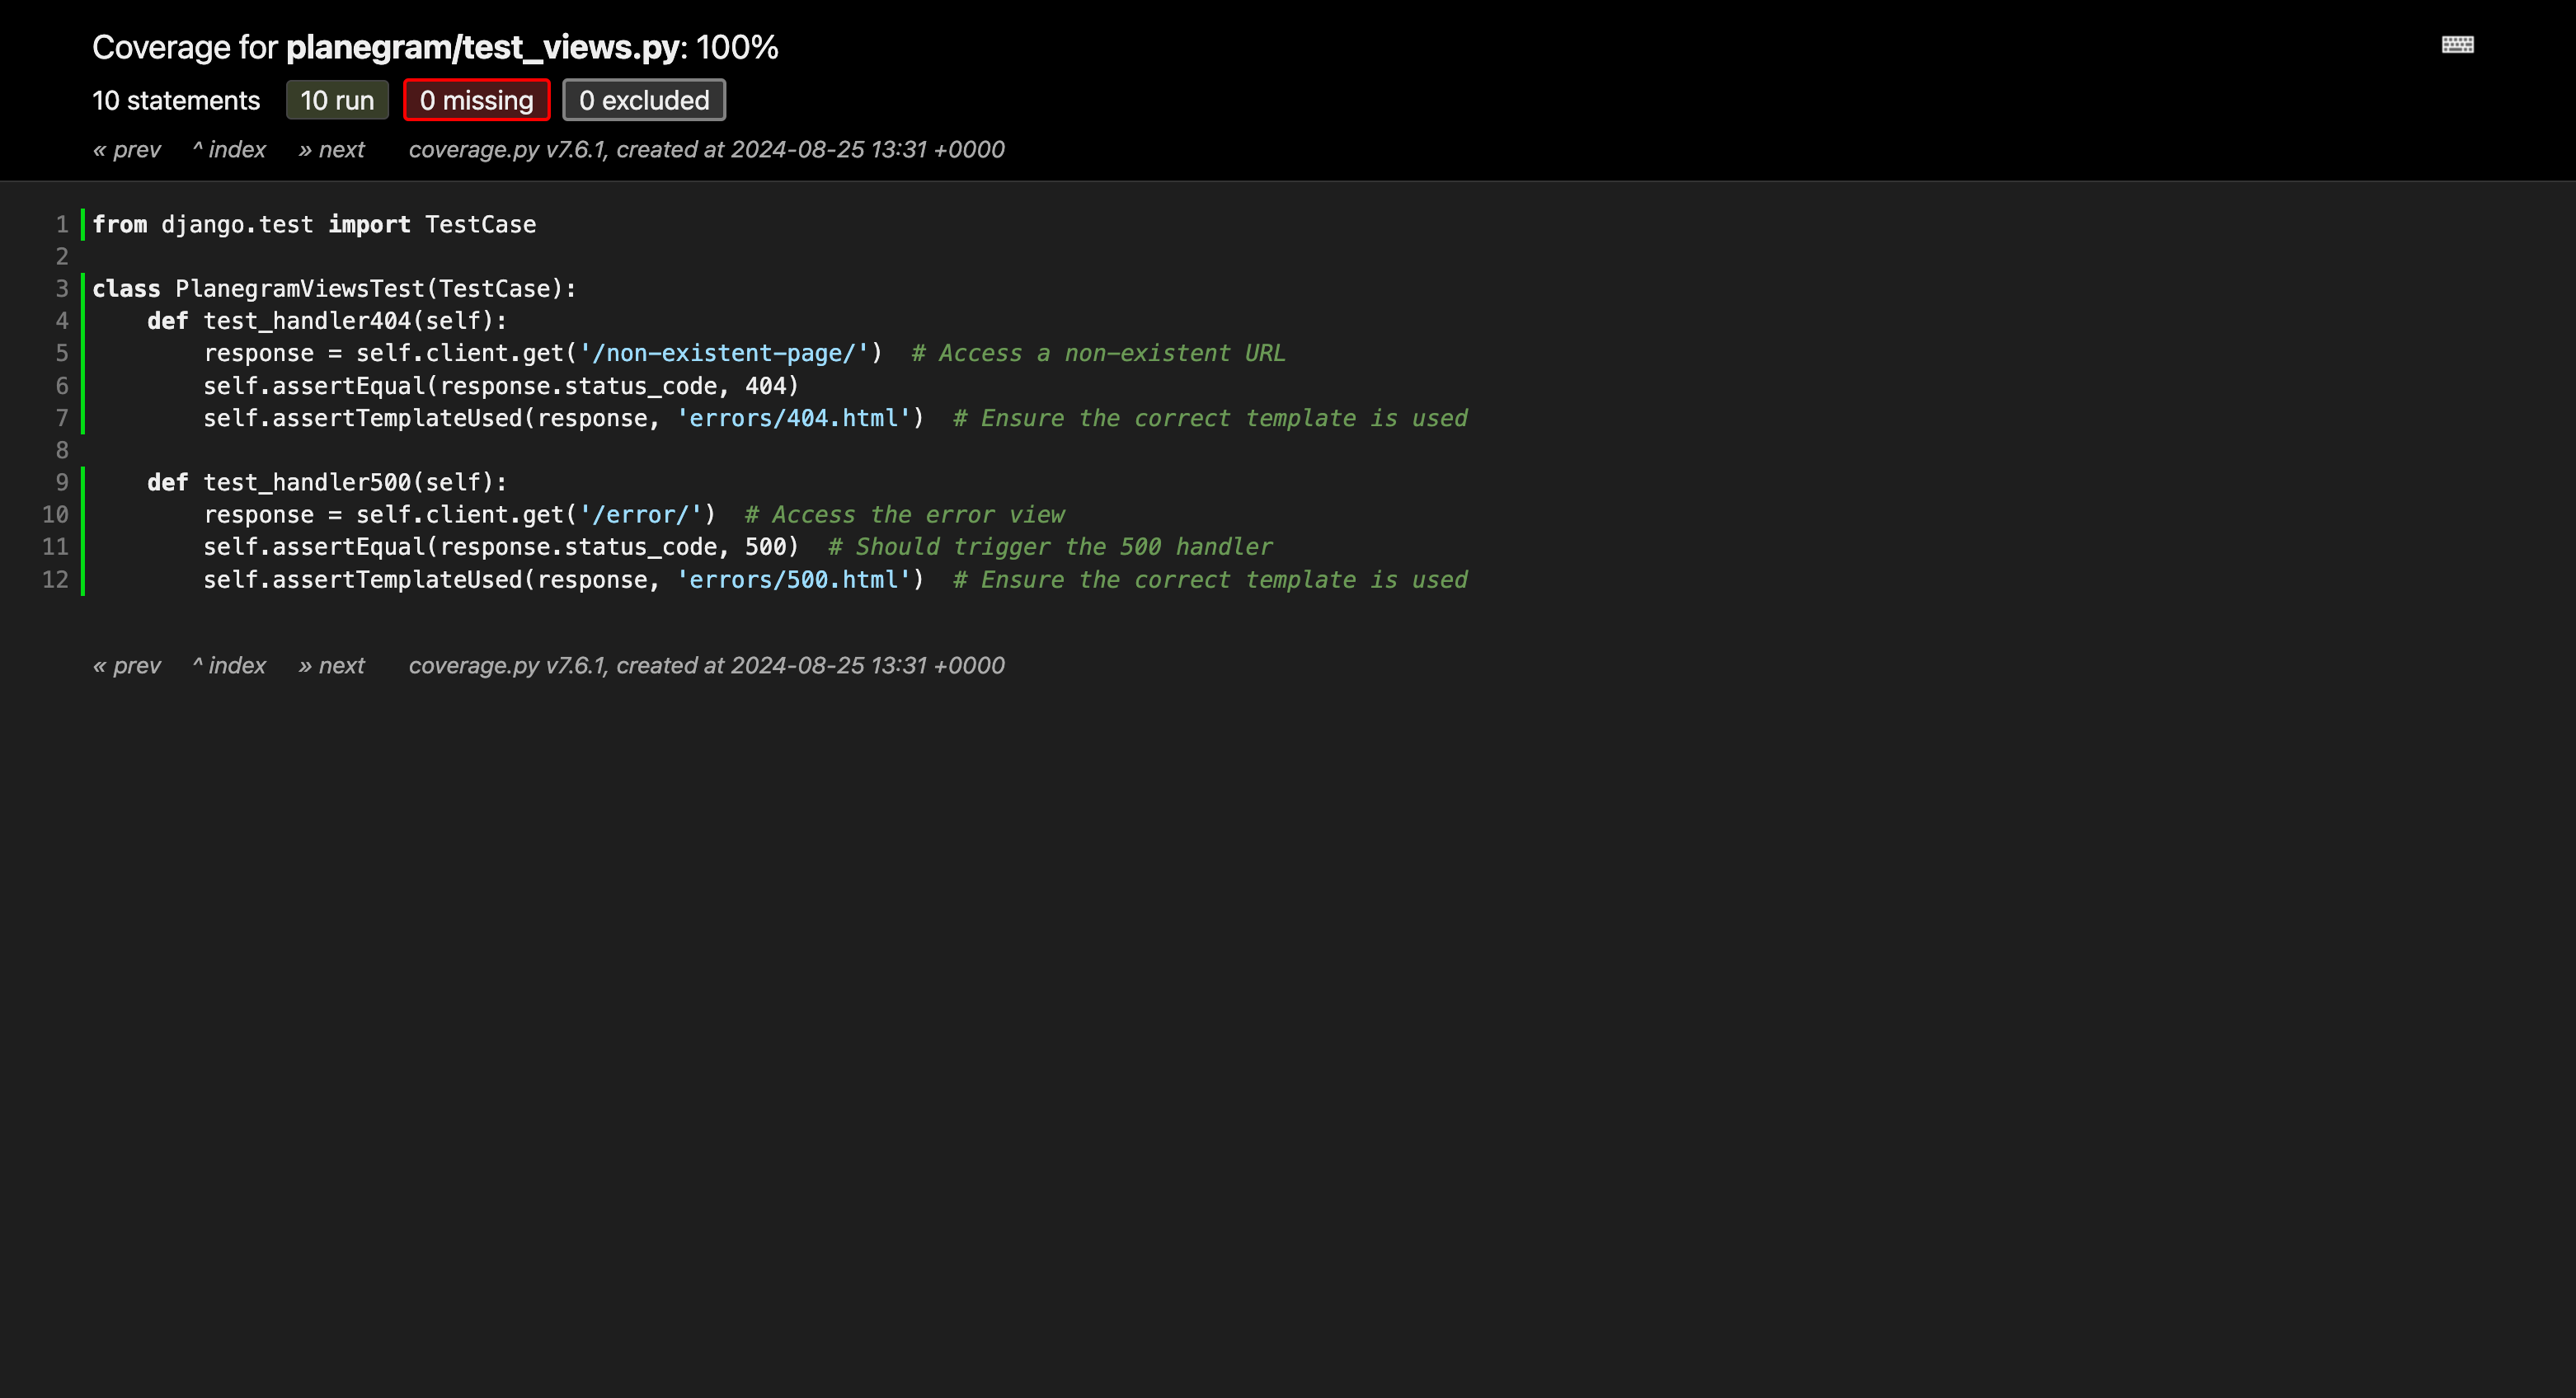 Coverage for planegram/test_views.py: 100%
10 statements 10 run 0 missing 0 excluded
« prev ^ index » next coverage.py v7.6.1, created at 2024-08-25 13:31 +0000
1 from django.test import TestCase
2
3 class PlanegramViewsTest(TestCase):
4     def test_handler404(self):
5         response = self.client.get('/non-existent-page/')  # Access a non-existent URL
6         self.assertEqual(response.status_code, 404)
7         self.assertTemplateUsed(response, 'errors/404.html')  # Ensure the correct template is used
8
9     def test_handler500(self):
10         response = self.client.get('/error/')  # Access the error view
11         self.assertEqual(response.status_code, 500)  # Should trigger the 500 handler
12         self.assertTemplateUsed(response, 'errors/500.html')  # Ensure the correct template is used
« prev ^ index » next coverage.py v7.6.1, created at 2024-08-25 13:31 +0000